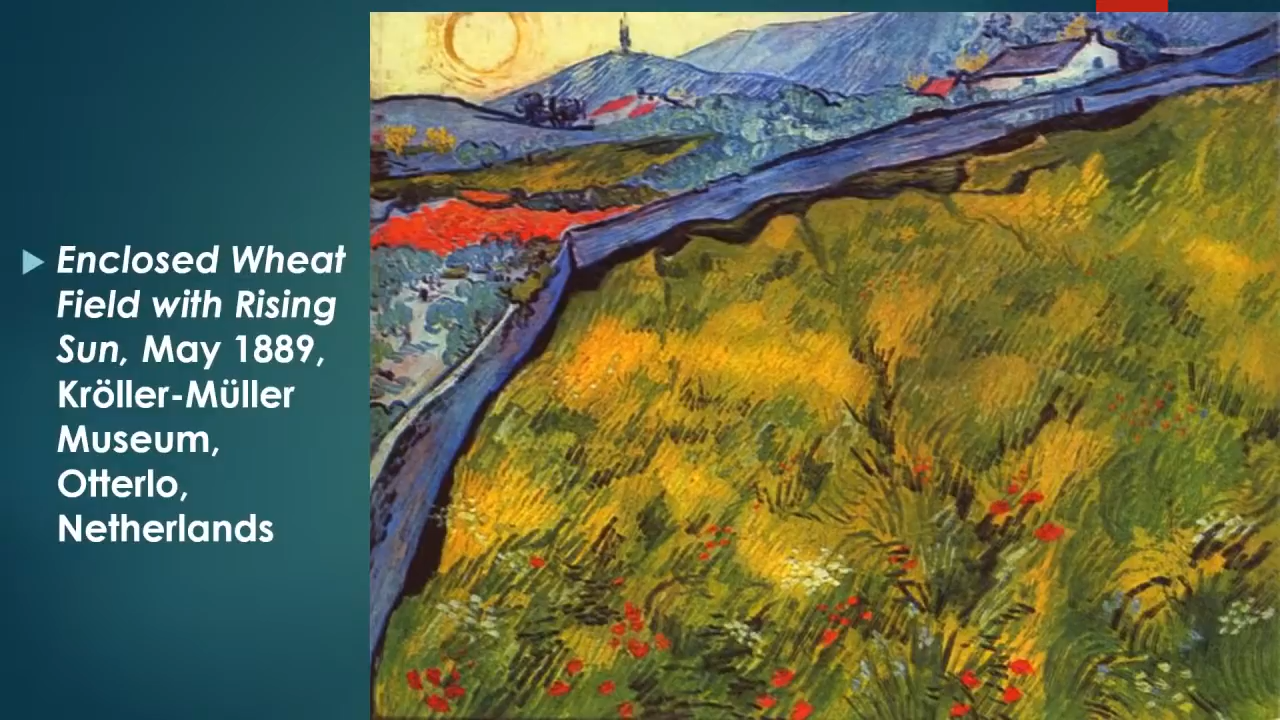 Enclosed Wheat
Field with Rising
Sun, May 1889,
Kröller-Müller
Museum,
Otterlo,
Netherlands